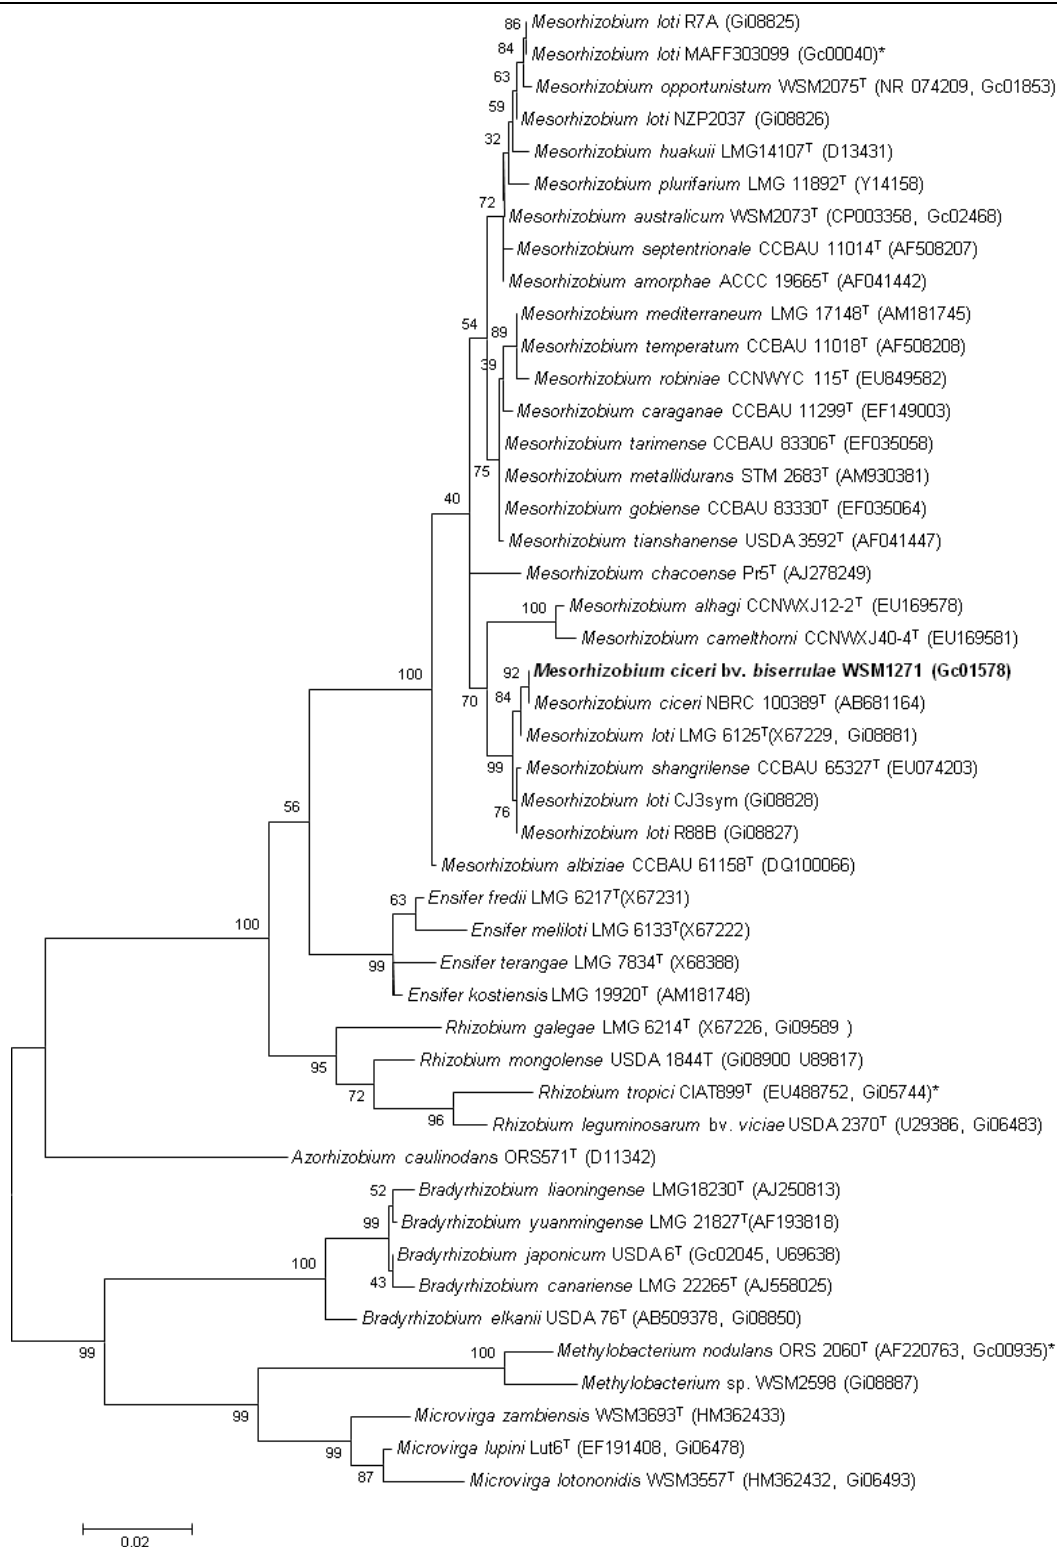 86 Mesorhizobium loti R7A (Gi08825)
84 Mesorhizobium loti MAFF303099 (Gc00040)*
63 Mesorhizobium opportunistum WSM2075ᵀ (NR 074209, Gc01853)
59 Mesorhizobium loti NZP2037 (Gi08826)
32 Mesorhizobium huakuii LMG14107ᵀ (D13431)
Mesorhizobium plurifarium LMG 11892ᵀ (Y14158)
72 Mesorhizobium australicum WSM2073ᵀ (CP003358, Gc02468)
Mesorhizobium septentrionale CCBAU 11014ᵀ (AF508207)
Mesorhizobium amorphae ACCC 19665ᵀ (AF041442)
Mesorhizobium mediterraneum LMG 17148ᵀ (AM181745)
54 89 Mesorhizobium temperatum CCBAU 11018ᵀ (AF508208)
39 Mesorhizobium robiniae CCNWYC 115ᵀ (EU849582)
Mesorhizobium caraganae CCBAU 11299ᵀ (EF149003)
Mesorhizobium tarimense CCBAU 83306ᵀ (EF035058)
75 Mesorhizobium metallidurans STM 2683ᵀ (AM930381)
40 Mesorhizobium gobiense CCBAU 83330ᵀ (EF035064)
Mesorhizobium tianshanense USDA 3592ᵀ (AF041447)
Mesorhizobium chacoense Pr5ᵀ (AJ278249)
100 Mesorhizobium alhagi CCNWXJ12-2ᵀ (EU169578)
Mesorhizobium camelthorni CCNWXJ40-4ᵀ (EU169581)
100 92 Mesorhizobium ciceri bv. biserrulae WSM1271 (Gc01578)
70 84 Mesorhizobium ciceri NBRC 100389ᵀ (AB681164)
Mesorhizobium loti LMG 6125ᵀ(X67229, Gi08881)
99 Mesorhizobium shangrilense CCBAU 65327ᵀ (EU074203)
56 Mesorhizobium loti CJ3sym (Gi08828)
76 Mesorhizobium loti R88B (Gi08827)
Mesorhizobium albiziae CCBAU 61158ᵀ (DQ100066)
63 Ensifer fredii LMG 6217ᵀ(X67231)
100 Ensifer meliloti LMG 6133ᵀ(X67222)
99 Ensifer terangae LMG 7834ᵀ (X68388)
Ensifer kostiensis LMG 19920ᵀ (AM181748)
Rhizobium galegae LMG 6214ᵀ (X67226, Gi09589 )
95 Rhizobium mongolense USDA 1844T (Gi08900 U89817)
72 Rhizobium tropici CIAT899ᵀ (EU488752, Gi05744)*
96 Rhizobium leguminosarum bv. viciae USDA 2370ᵀ (U29386, Gi06483)
Azorhizobium caulinodans ORS571ᵀ (D11342)
52 Bradyrhizobium liaoningense LMG18230ᵀ (AJ250813)
99 Bradyrhizobium yuanmingense LMG 21827ᵀ(AF193818)
100 Bradyrhizobium japonicum USDA 6ᵀ (Gc02045, U69638)
43 Bradyrhizobium canariense LMG 22265ᵀ (AJ558025)
Bradyrhizobium elkanii USDA 76ᵀ (AB509378, Gi08850)
99 100 Methylobacterium nodulans ORS 2060ᵀ (AF220763, Gc00935)*
Methylobacterium sp. WSM2598 (Gi08887)
99 Microvirga zambiensis WSM3693ᵀ (HM362433)
99 Microvirga lupini Lut6ᵀ (EF191408, Gi06478)
87 Microvirga lotononidis WSM3557ᵀ (HM362432, Gi06493)
0.02